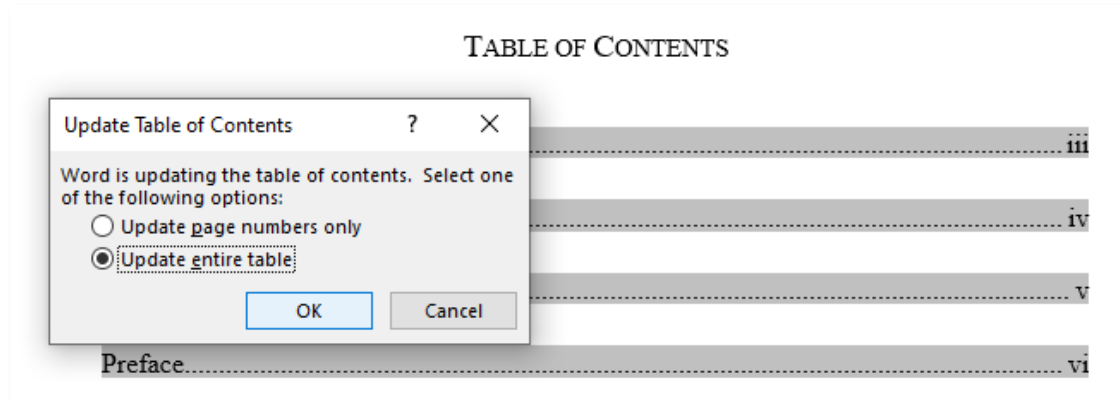 TABLE OF CONTENTS
Update Table of Contents ? ✕
iii
Word is updating the table of contents.  Select one
of the following options:
Update page numbers only
iv
Update entire table
OK Cancel
v
Preface.................................................................................................................. vi